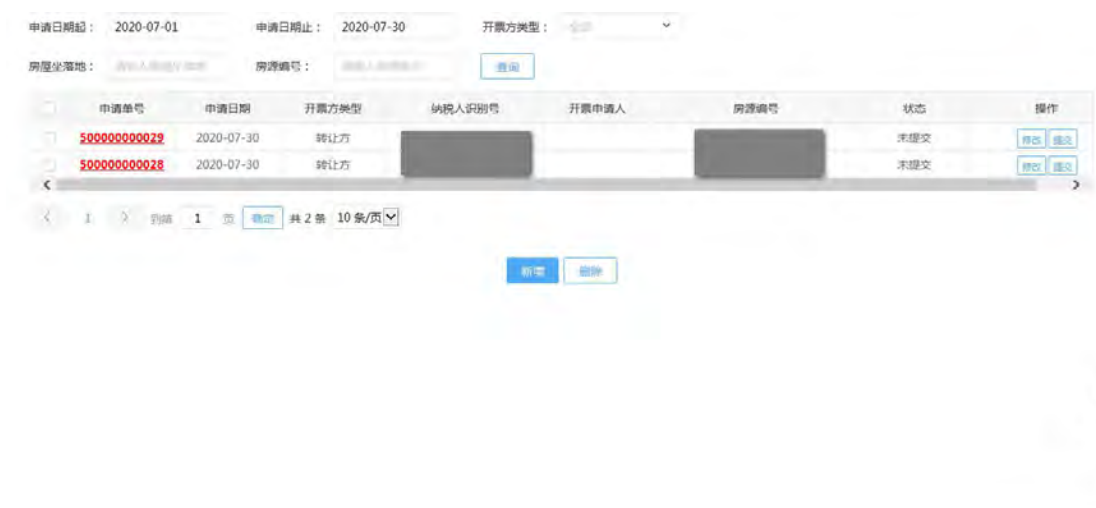 申请日期起： 2020-07-01 申请日期止： 2020-07-30 开票方类型： 全部
房屋坐落地： 房源编号： 查询
申请单号 申请日期 开票方类型 纳税人识别号 开票申请人 房源编号 状态 操作
500000000029 2020-07-30 转让方 未提交 修改 提交
500000000028 2020-07-30 转让方 未提交 修改 提交
1 到第 1 页 确定 共 2 条 10 条/页
新增 删除